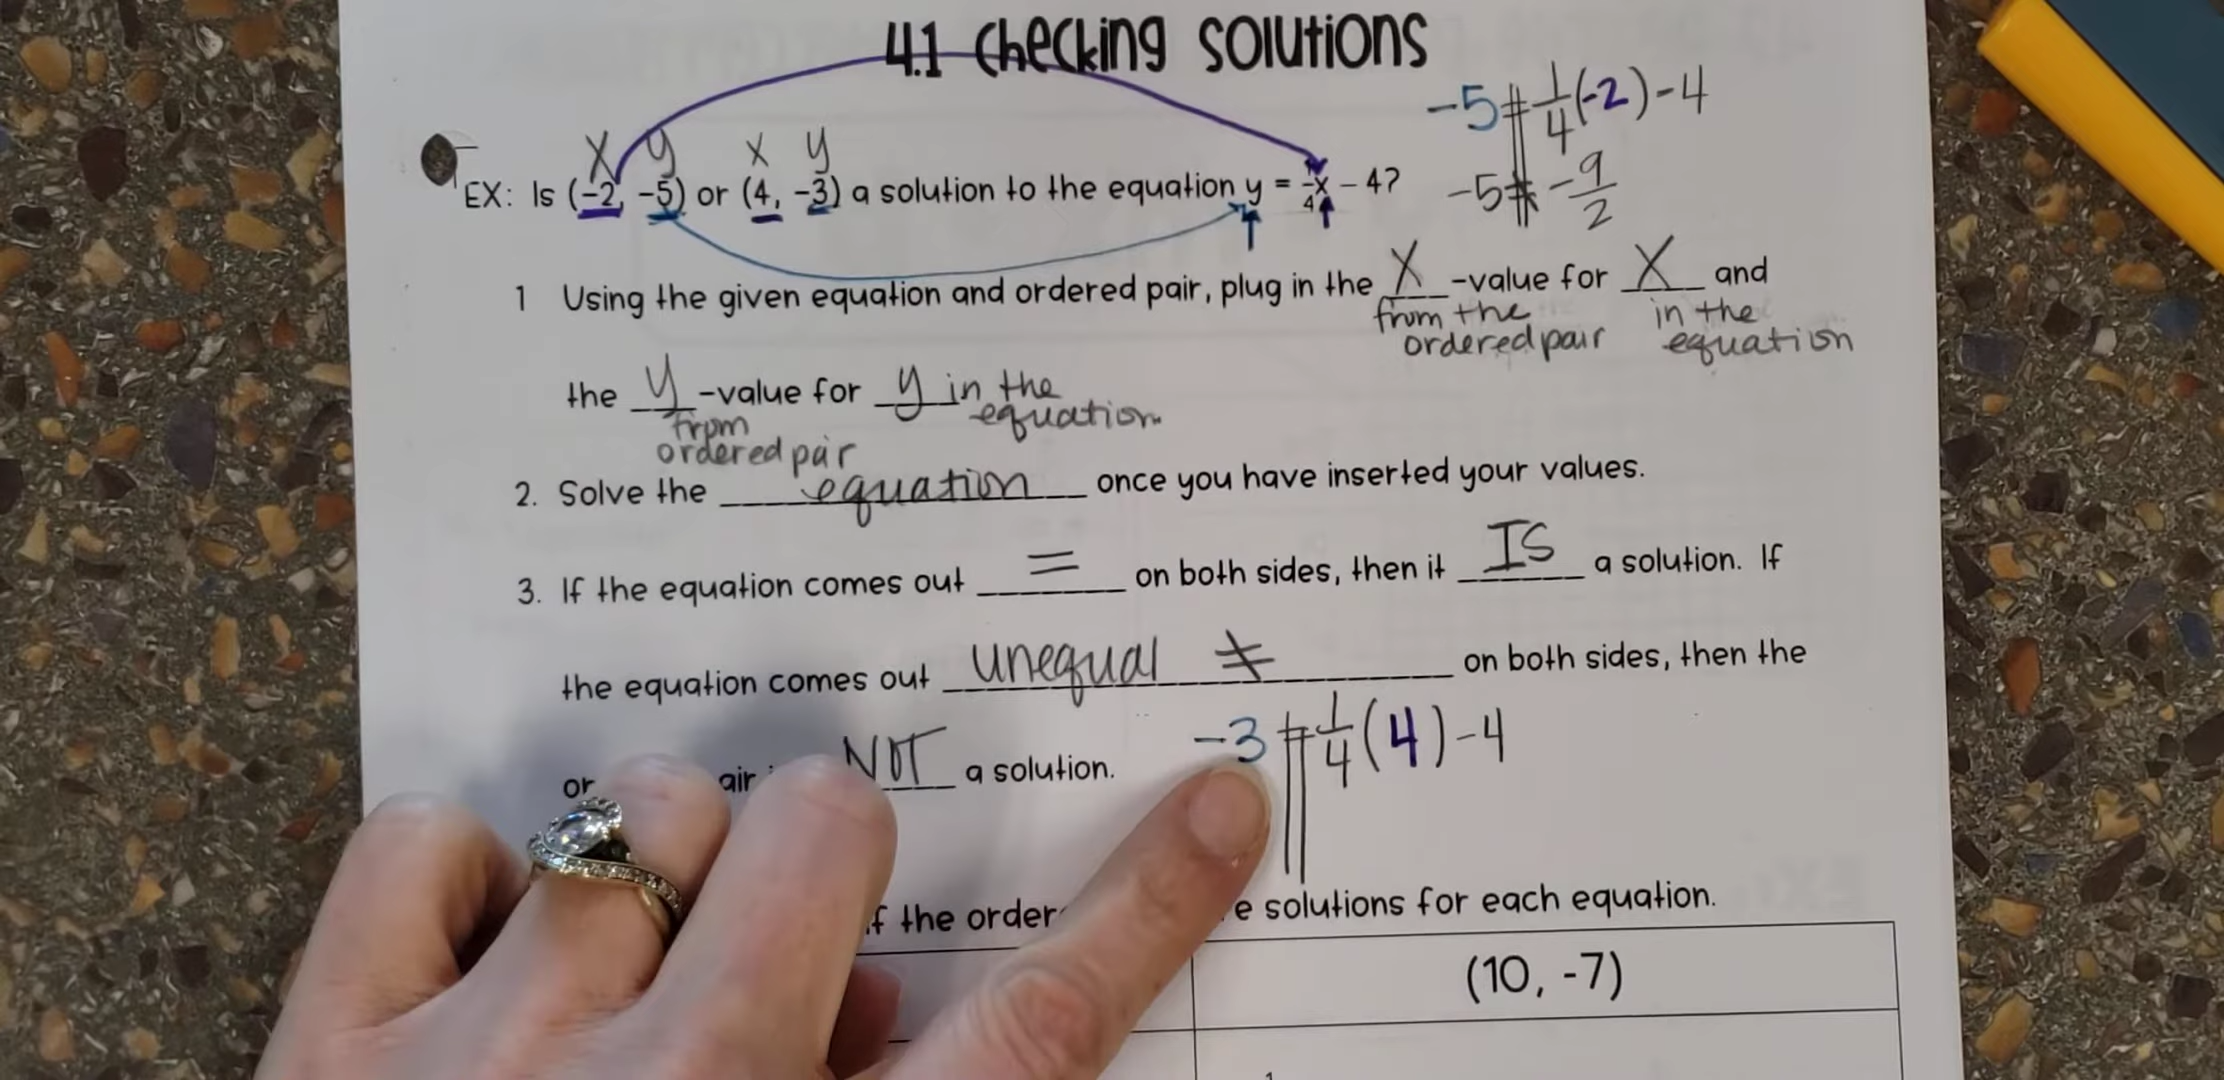 4.1 Checking Solutions
-5 ≠ 1/4(-2)-4
-5 ≠ -9/2
X y X y
EX: Is (-2, -5) or (4, -3) a solution to the equation y = 1/4x - 4?
1 Using the given equation and ordered pair, plug in the X -value for X and
from the ordered pair in the equation
the y -value for y in the equation
from ordered pair
2. Solve the equation once you have inserted your values.
3. If the equation comes out = on both sides, then it IS a solution. If
the equation comes out unequal ≠ on both sides, then the
NOT a solution.
-3 = 1/4(4)-4
the solutions for each equation.
(10, -7)